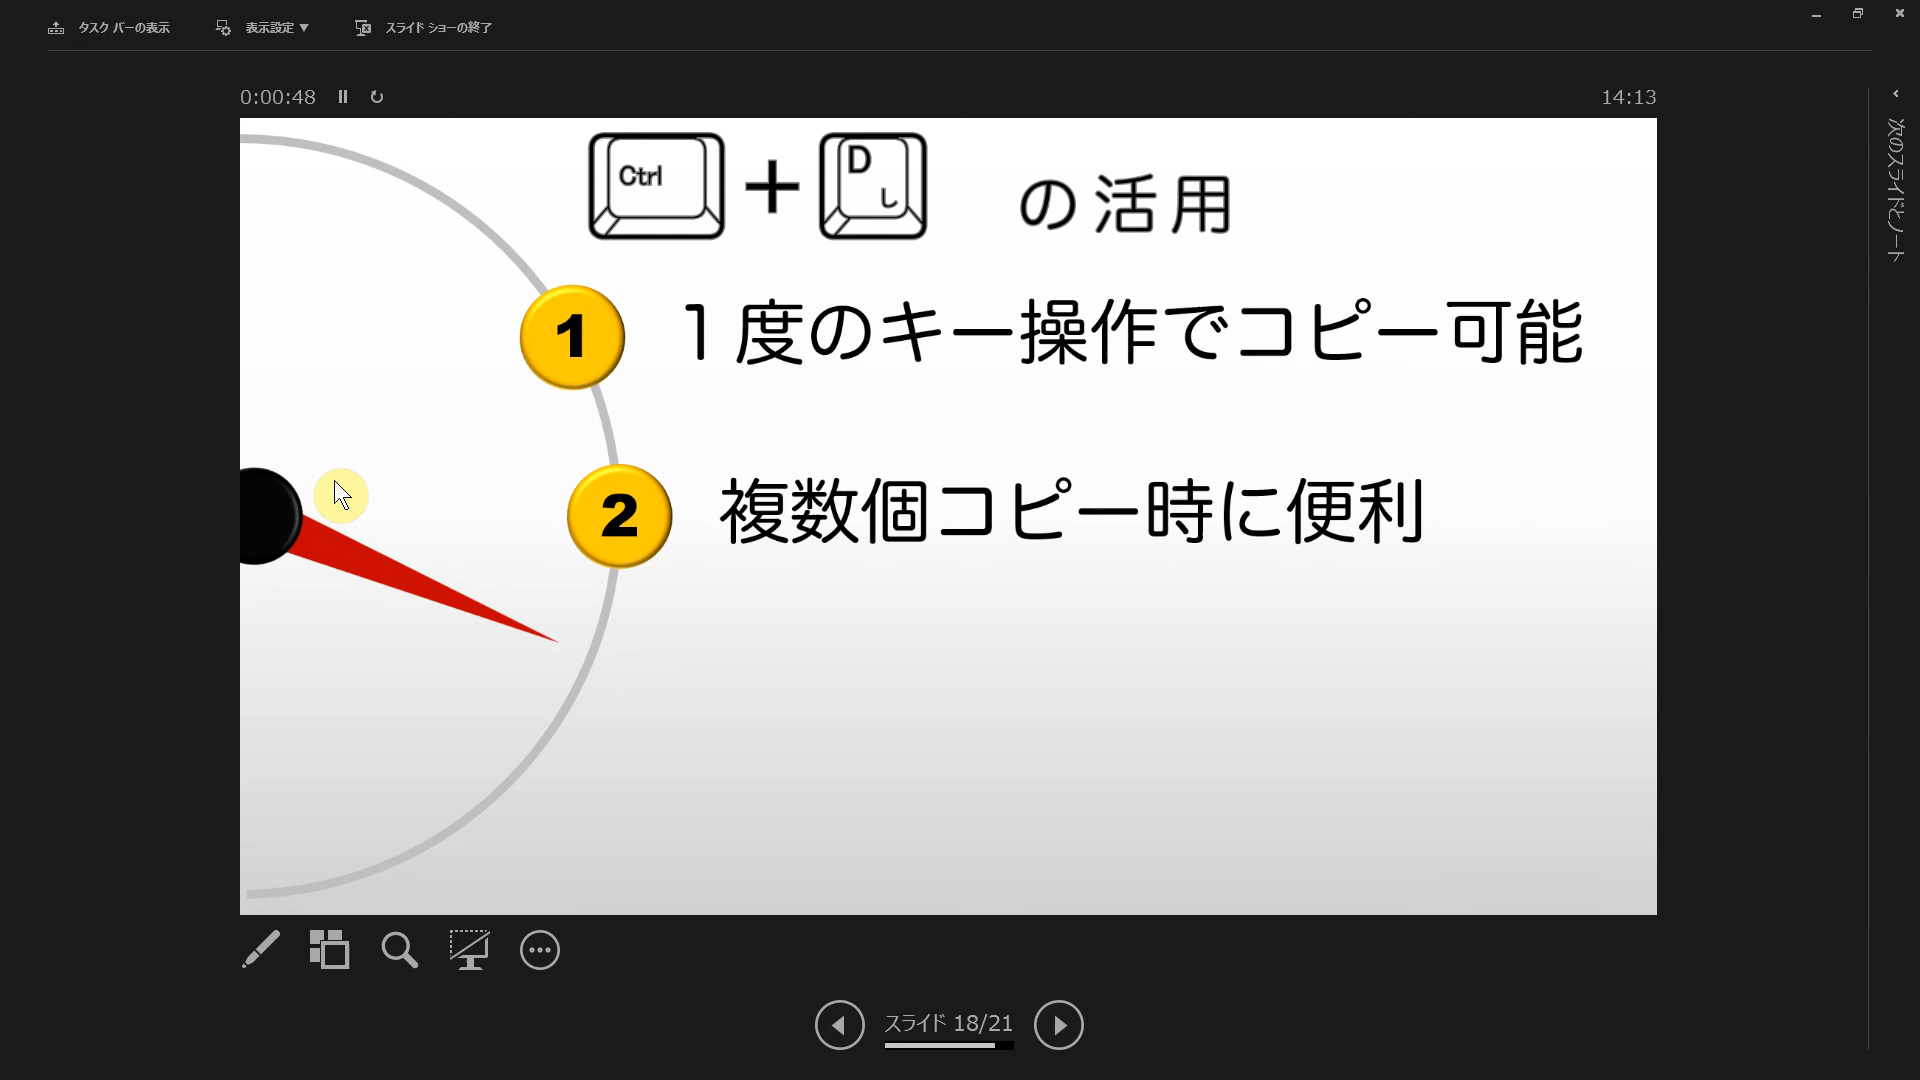 タスク バーの表示 表示設定 ▼ スライド ショーの終了
0:00:48 14:13
Ctrl + D し の活用
1 １度のキー操作でコピー可能
2 複数個コピー時に便利
スライド 18/21
次のスライドとノート